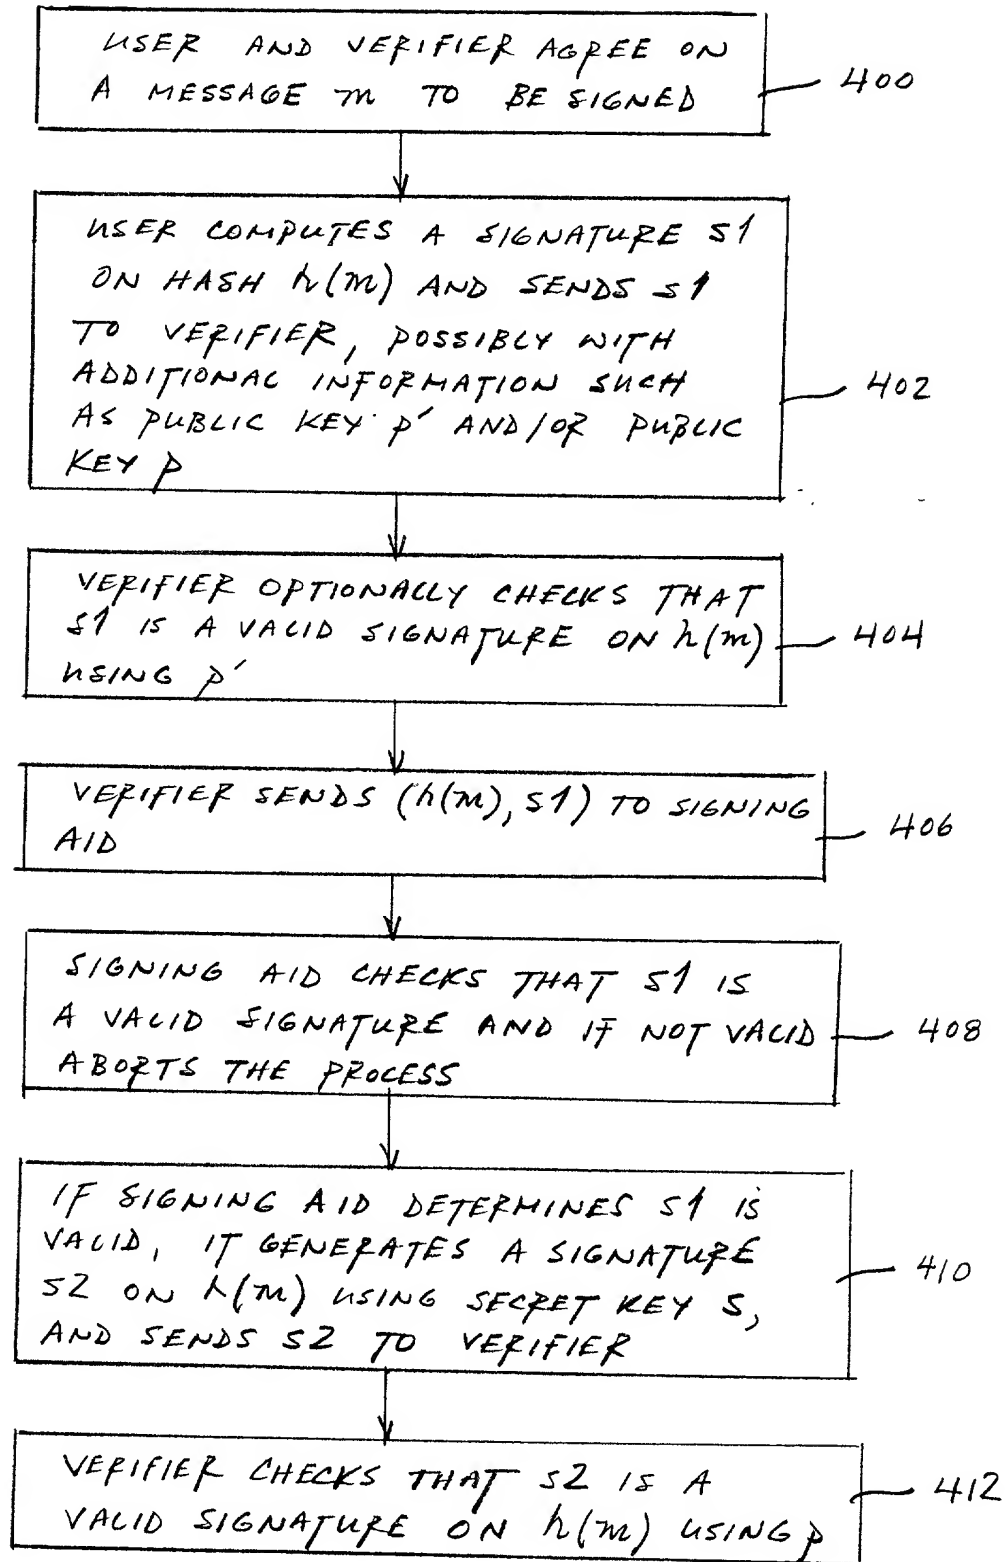 USER AND VERIFIER AGREE ON
A MESSAGE m TO BE SIGNED
400
USER COMPUTES A SIGNATURE s1
ON HASH h(m) AND SENDS s1
TO VERIFIER, POSSIBLY WITH
ADDITIONAL INFORMATION SUCH
AS PUBLIC KEY p' AND/OR PUBLIC
KEY p
402
VERIFIER OPTIONALLY CHECKS THAT
s1 IS A VALID SIGNATURE ON h(m)
USING p'
404
VERIFIER SENDS (h(m), s1) TO SIGNING
AID
406
SIGNING AID CHECKS THAT s1 IS
A VALID SIGNATURE AND IF NOT VALID
ABORTS THE PROCESS
408
IF SIGNING AID DETERMINES s1 IS
VALID, IT GENERATES A SIGNATURE
s2 ON h(m) USING SECRET KEY s,
AND SENDS s2 TO VERIFIER
410
VERIFIER CHECKS THAT s2 IS A
VALID SIGNATURE ON h(m) USING p
412